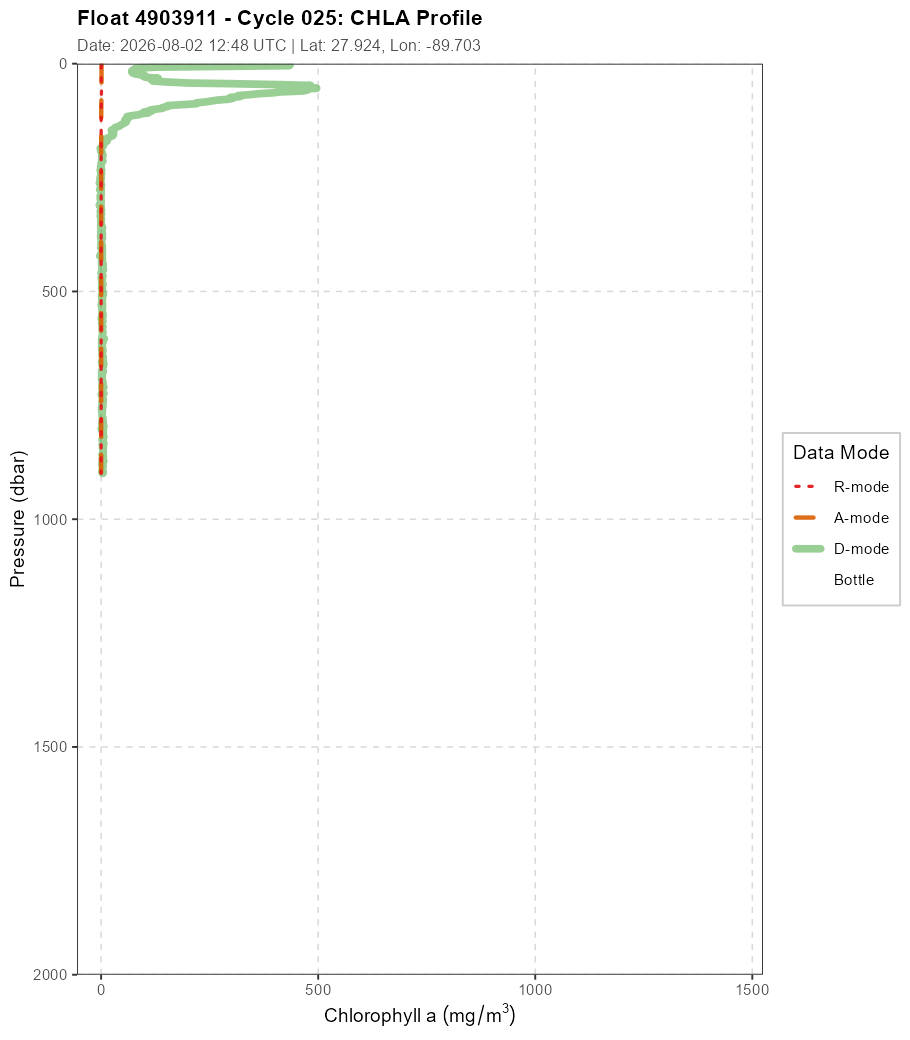 Float 4903911 - Cycle 025: CHLA Profile
Date: 2026-08-02 12:48 UTC | Lat: 27.924, Lon: -89.703
0
500
1000
1500
2000
Pressure (dbar)
0 500 1000 1500
Chlorophyll a (mg/m³)
Data Mode
R-mode
A-mode
D-mode
Bottle